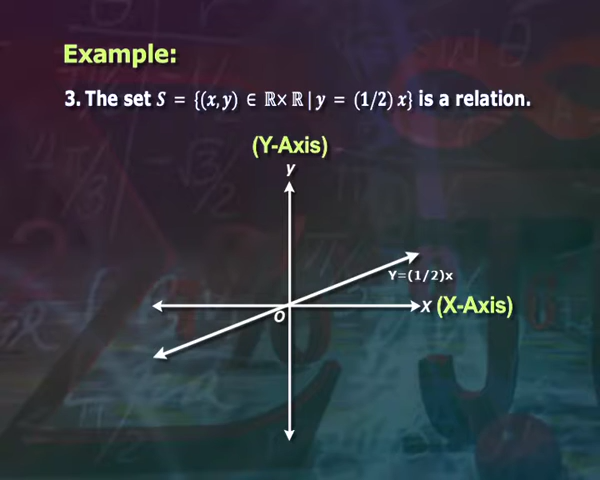 Example:
3. The set S = {(x, y) ∈ ℝ× ℝ | y = (1/2) x} is a relation.
(Y-Axis)
y
Y=(1/2)x
x (X-Axis)
O